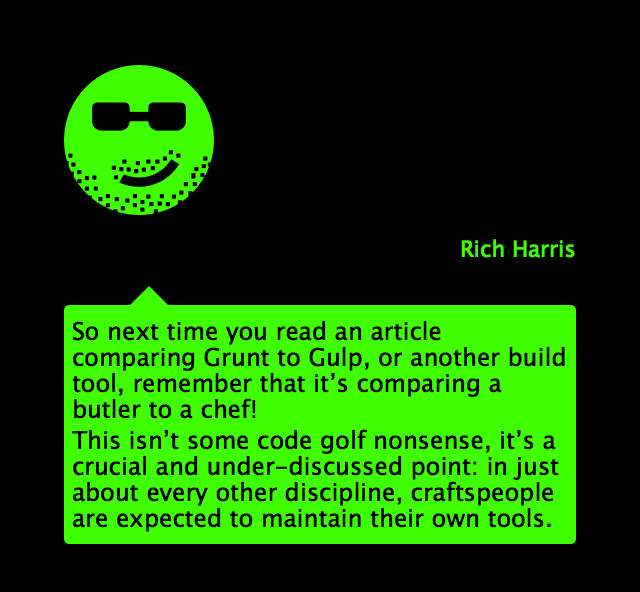 Rich Harris
So next time you read an article
comparing Grunt to Gulp, or another build
tool, remember that it’s comparing a
butler to a chef!
This isn’t some code golf nonsense, it’s a
crucial and under–discussed point: in just
about every other discipline, craftspeople
are expected to maintain their own tools.